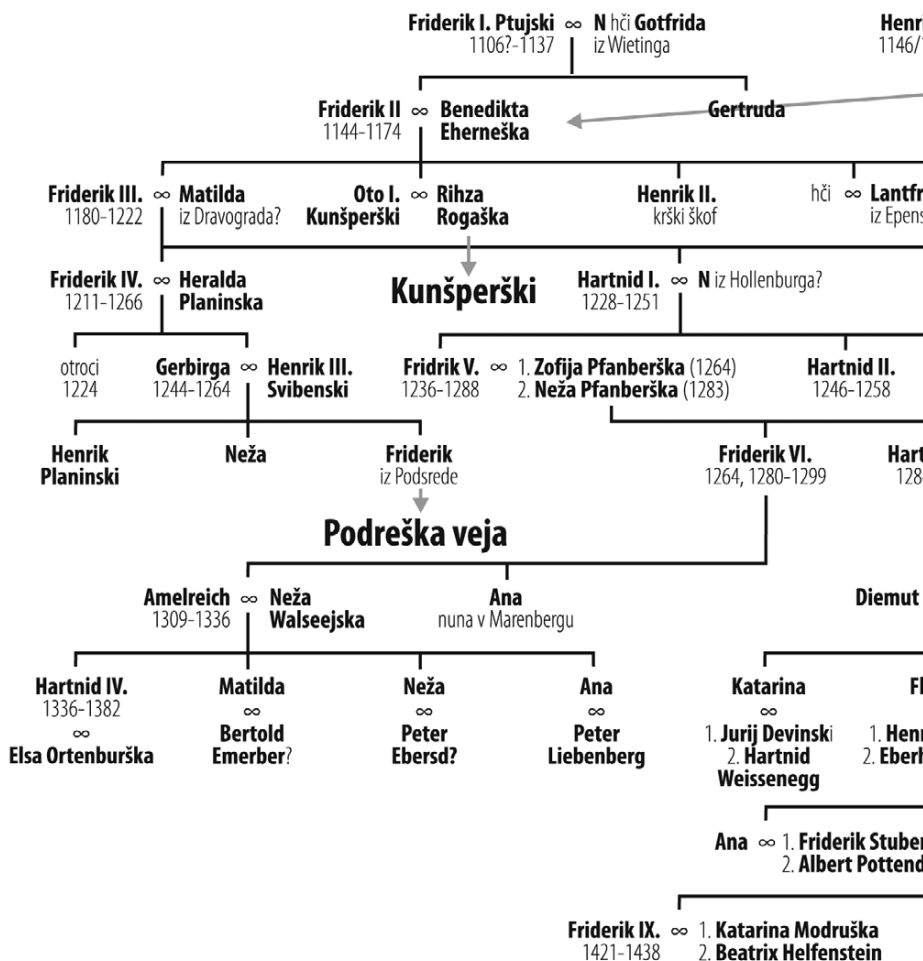 Friderik I. Ptujski ∞ N hči Gotfrida
1106?-1137 iz Wietinga
1146/
Friderik II ∞ Benedikta Gertruda
1144-1174 Eherneška
Friderik III. ∞ Matilda Oto I. ∞ Rihza Henrik II. hči ∞
1180-1222 iz Dravograda? Kunšperški Rogaška krški škof iz
Friderik IV. ∞ Heralda Kunšperški Hartnid I. ∞ N iz Hollenburga?
1211-1266 Planinska 1228-1251
otroci Gerbirga ∞ Henrik III. Fridrik V. ∞ 1. Zofija Pfanberška (1264) Hartnid II.
1224 1244-1264 Svibenski 1236-1288 2. Neža Pfanberška (1283) 1246-1258
Henrik Neža Friderik Friderik VI.
Planinski iz Podsrede 1264, 1280-1299
Podreška veja
Amelreich ∞ Neža Ana Diemut
1309-1336 Walseejska nuna v Marenbergu
Hartnid IV. Matilda Neža Ana Katarina
1336-1382 ∞ ∞ ∞ ∞
∞ Bertold Peter Peter 1. Jurij Devinski 1.
Elsa Ortenburška Emerber? Ebersd? Liebenberg 2. Hartnid 2.
Weissenegg
Ana ∞ 1. Friderik
2. Albert
Friderik IX. ∞ 1. Katarina Modruška
1421-1438 2. Beatrix Helfenstein